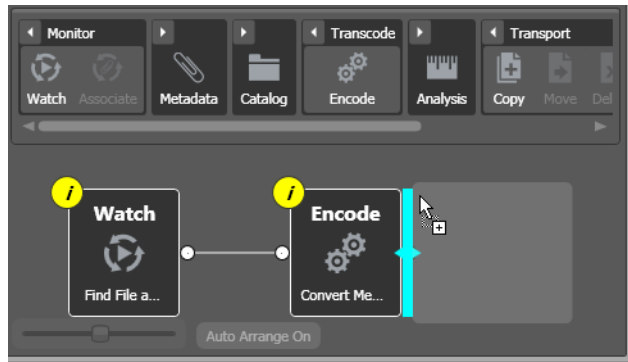 Monitor
Transcode
Transport
Watch Associate Metadata Catalog Encode Analysis Copy Move Del
i
i
Watch
Encode
Find File a...
Convert Me...
Auto Arrange On